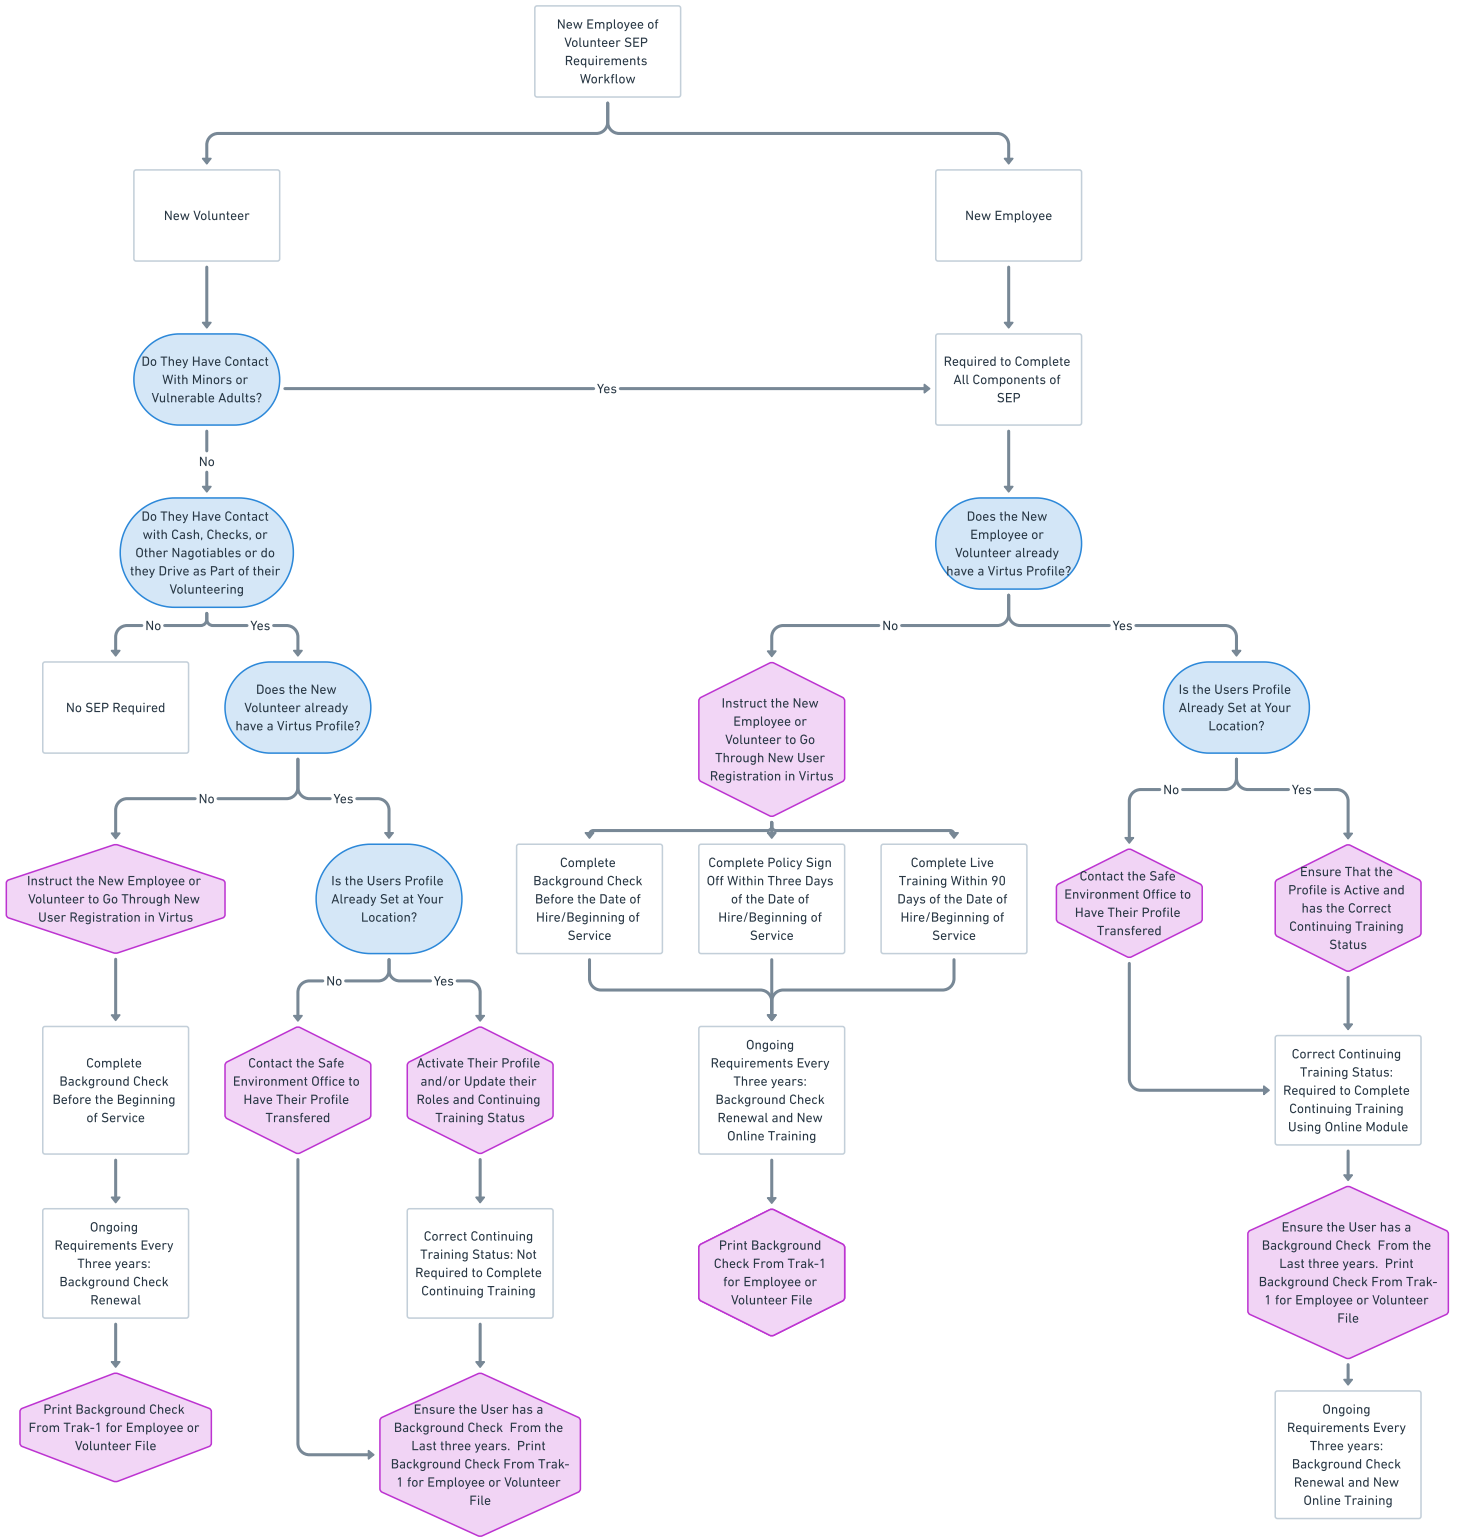 New Employee of
Volunteer SEP
Requirements
Workflow
New Volunteer
New Employee
Do They Have Contact
With Minors or
Vulnerable Adults?
Yes
Required to Complete
All Components of
SEP
No
Do They Have Contact
with Cash, Checks, or
Other Nagotiables or do
they Drive as Part of their
Volunteering
Does the New
Employee or
Volunteer already
have a Virtus Profile?
No
Yes
No
Yes
No SEP Required
Does the New
Volunteer already
have a Virtus Profile?
Instruct the New
Employee or
Volunteer to Go
Through New User
Registration in Virtus
Is the Users Profile
Already Set at Your
Location?
No
Yes
No
Yes
Instruct the New Employee or
Volunteer to Go Through New
User Registration in Virtus
Is the Users Profile
Already Set at Your
Location?
Complete
Background Check
Before the Date of
Hire/Beginning of
Service
Complete Policy Sign
Off Within Three Days
of the Date of
Hire/Beginning of
Service
Complete Live
Training Within 90
Days of the Date of
Hire/Beginning of
Service
Contact the Safe
Environment Office to
Have Their Profile
Transfered
Ensure That the
Profile is Active and
has the Correct
Continuing Training
Status
No
Yes
Complete
Background Check
Before the Beginning
of Service
Contact the Safe
Environment Office to
Have Their Profile
Transfered
Activate Their Profile
and/or Update their
Roles and Continuing
Training Status
Ongoing
Requirements Every
Three years:
Background Check
Renewal and New
Online Training
Correct Continuing
Training Status:
Required to Complete
Continuing Training
Using Online Module
Ongoing
Requirements Every
Three years:
Background Check
Renewal
Correct Continuing
Training Status: Not
Required to Complete
Continuing Training
Print Background
Check From Trak-1
for Employee or
Volunteer File
Ensure the User has a
Background Check From the
Last three years. Print
Background Check From Trak-
1 for Employee or Volunteer
File
Print Background Check
From Trak-1 for Employee or
Volunteer File
Ensure the User has a
Background Check From the
Last three years. Print
Background Check From Trak-
1 for Employee or Volunteer
File
Ongoing
Requirements Every
Three years:
Background Check
Renewal and New
Online Training